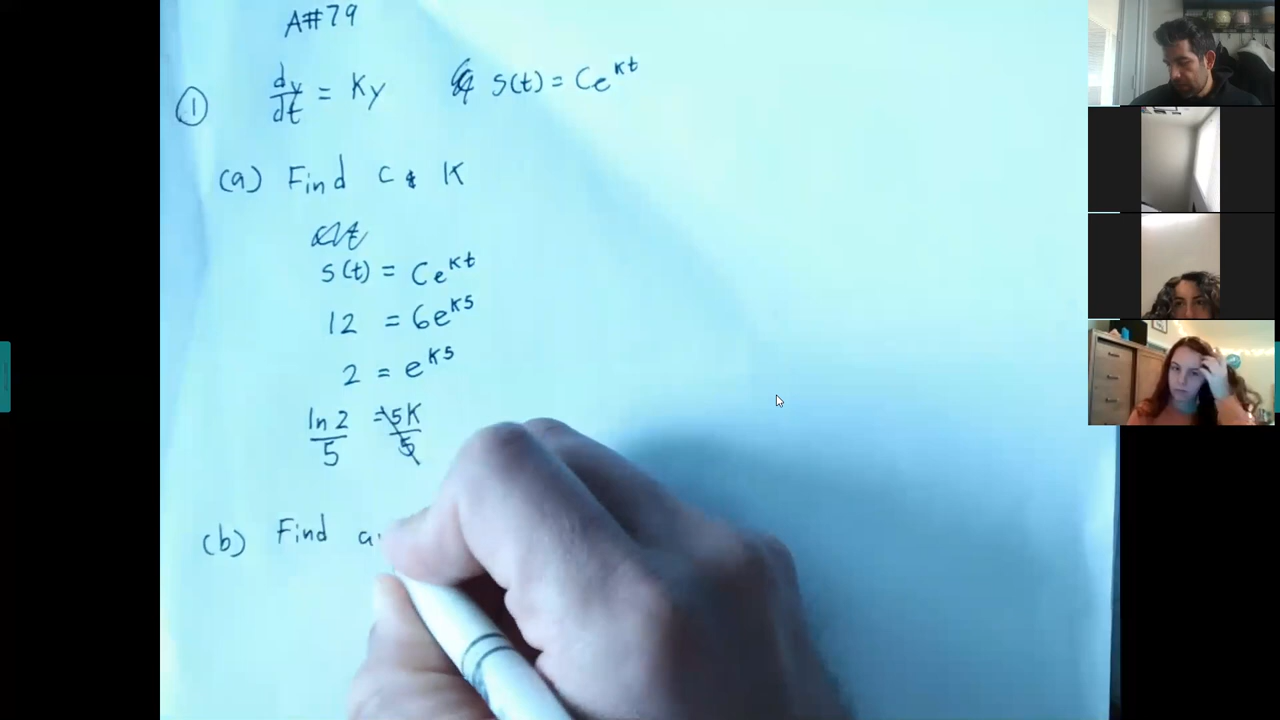 A#79
① dy/dt = Ky s(t) = Ce^kt
(a) Find C & K
s(t) = Ce^kt
12 = 6e^k5
2 = e^k5
ln 2/5 = 5K/5
(b) Find